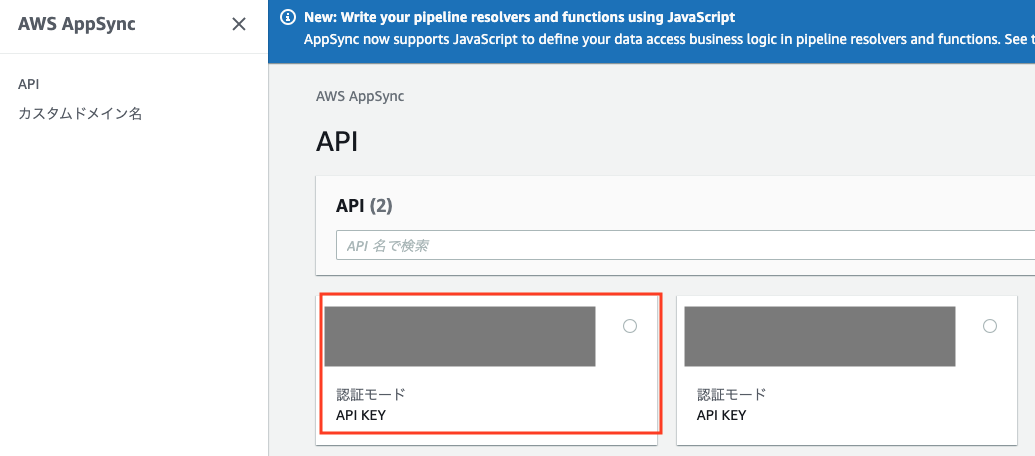 AWS AppSync
API
カスタムドメイン名
New: Write your pipeline resolvers and functions using JavaScript
AppSync now supports JavaScript to define your data access business logic in pipeline resolvers and functions. See t
AWS AppSync
API
API (2)
API 名で検索
認証モード
API KEY
認証モード
API KEY